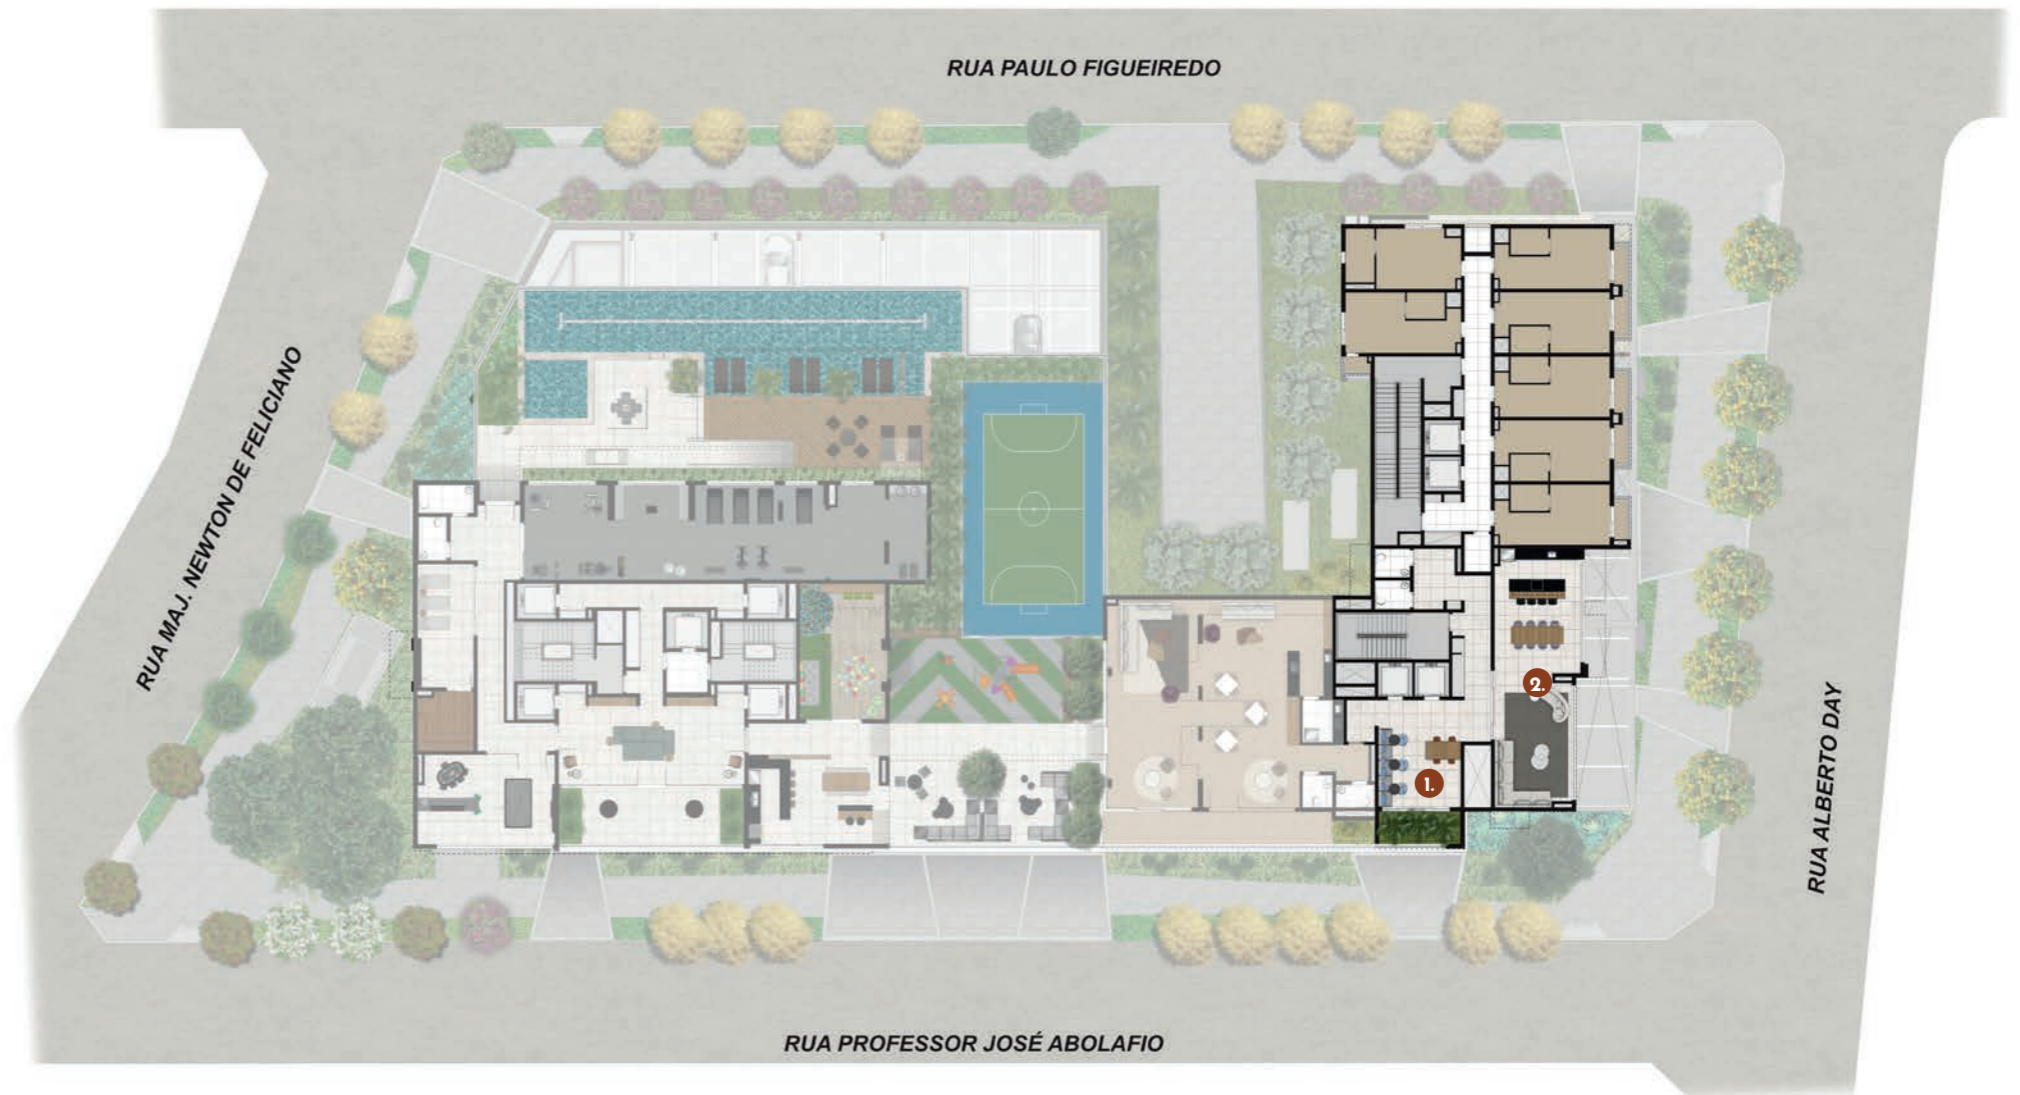 RUA PAULO FIGUEIREDO
RUA MAJ. NEWTON DE FELICIANO
2.
1.
RUA ALBERTO DAY
RUA PROFESSOR JOSÉ ABOLAFIO